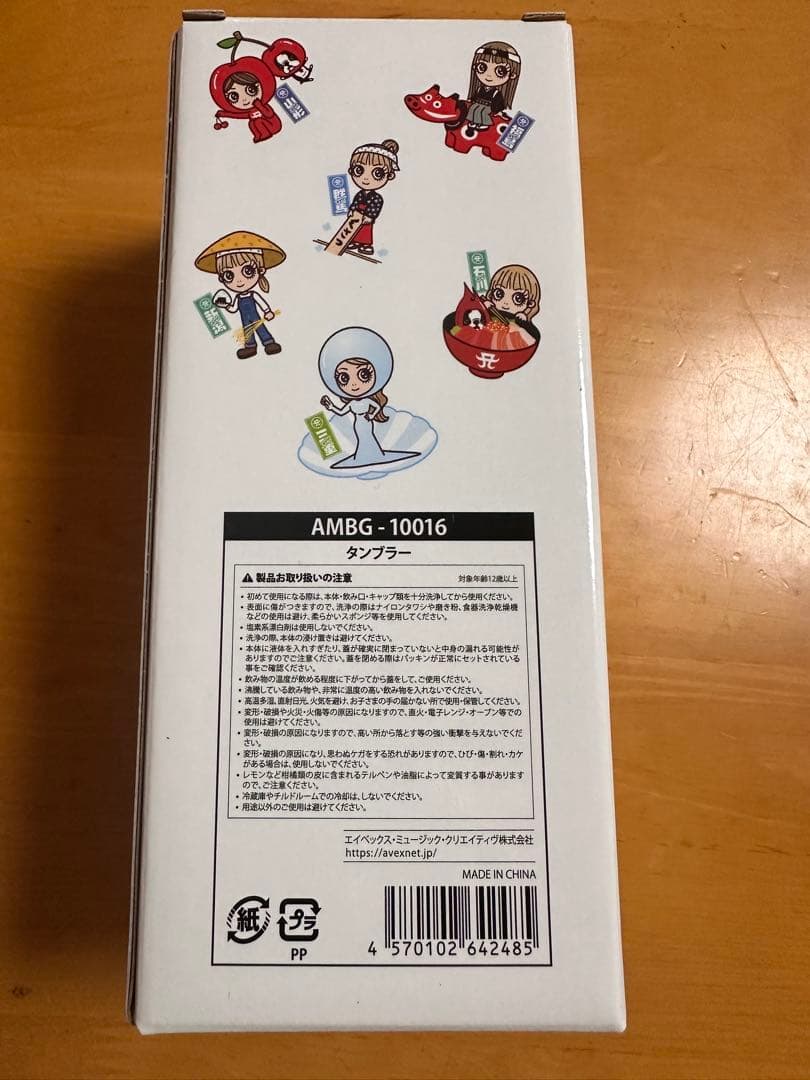 山形
福島
群馬
とうふ
石川
新潟
三重
AMBG - 10016
タンブラー
⚠ 製品お取り扱いの注意 対象年齢12歳以上
• 初めて使用になる際は、本体・飲み口・キャップ類を十分洗浄してから使用ください。
• 表面に傷がつきますので、洗浄の際はナイロンタワシや磨き粉、食器洗浄乾燥機
などの使用は避け、柔らかいスポンジ等を使用してください。
• 塩素系漂白剤は使用しないでください。
• 洗浄の際、本体の浸け置きは避けてください。
• 本体に液体を入れすぎたり、蓋が確実に閉まっていないと中身の漏れる可能性が
ありますのでご注意ください。蓋を閉める際はパッキンが正常にセットされている
事をご確認ください。
• 飲み物の温度が飲める程度に下がってから蓋をして、ご使用ください。
• 沸騰している飲み物や、非常に温度の高い飲み物を入れないでください。
• 高温多湿、直射日光、火気を避け、お子さまの手の届かない所で使用・保管してください。
• 変形・破損や火災・火傷等の原因になりますので、直火・電子レンジ・オーブン等での
使用は避けてください。
• 変形・破損の原因になりますので、高い所から落とす等の強い衝撃を与えないでくだ
さい。
• 変形・破損の原因になり、思わぬケガをする恐れがありますので、ひび・傷・割れ・カケ
がある場合は、使用しないでください。
• レモンなど柑橘類の皮に含まれるテルペンや油脂によって変質する事があります
ので、ご注意ください。
• 冷蔵庫やチルドルームでの冷却は、しないでください。
• 用途以外のご使用は避けてください。
エイベックス・ミュージック・クリエイティヴ株式会社
https://avexnet.jp/
MADE IN CHINA
紙
プラ
PP
4 570102 642485